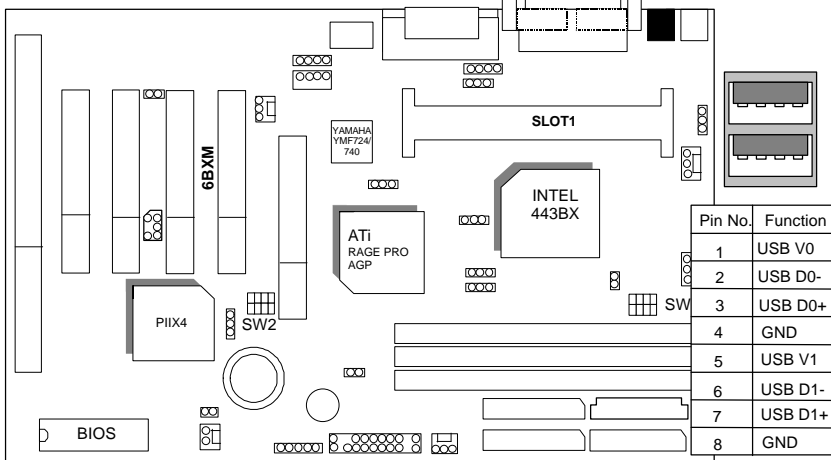 SLOT1
YAMAHA
YMF724/
740
6BXM
INTEL
443BX
ATi
RAGE PRO
AGP
PIIX4
SW2
SW
BIOS
Pin No. Function
1 USB V0
2 USB D0-
3 USB D0+
4 GND
5 USB V1
6 USB D1-
7 USB D1+
8 GND